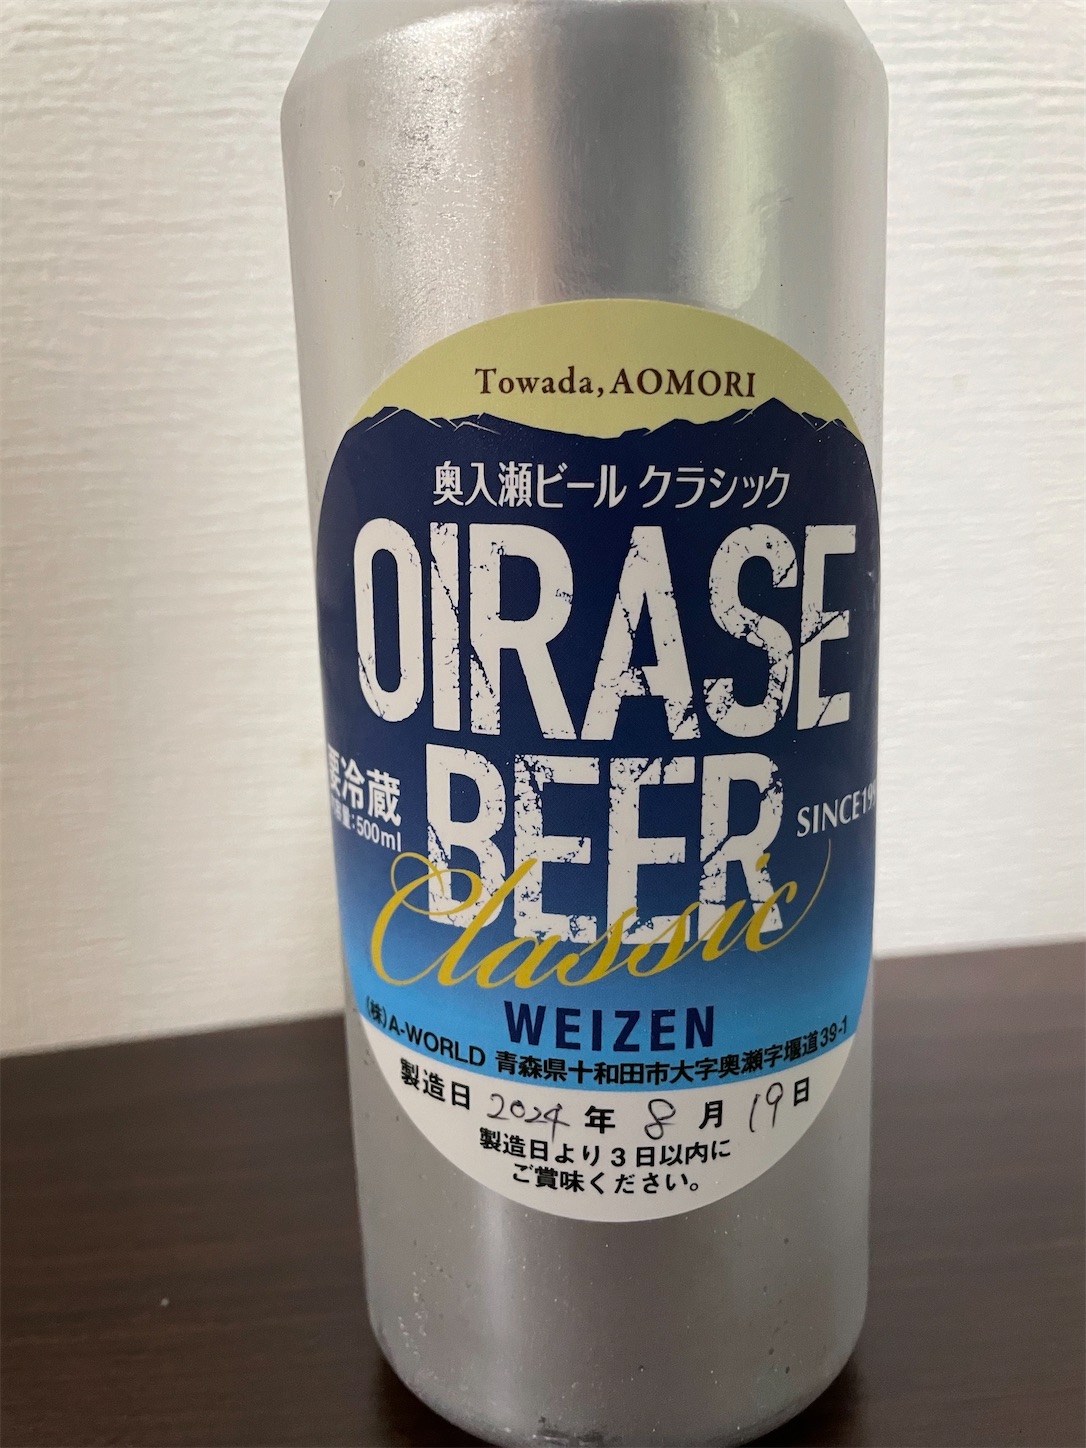 Towada, AOMORI
奥入瀬ビール クラシック
OIRASE
BEER
要冷蔵
容量:500ml
SINCE
Classic
WEIZEN
(株)A-WORLD 青森県十和田市大字奥瀬字堰道39-1
製造日 2024 年 8 月 19 日
製造日より3日以内に
ご賞味ください。